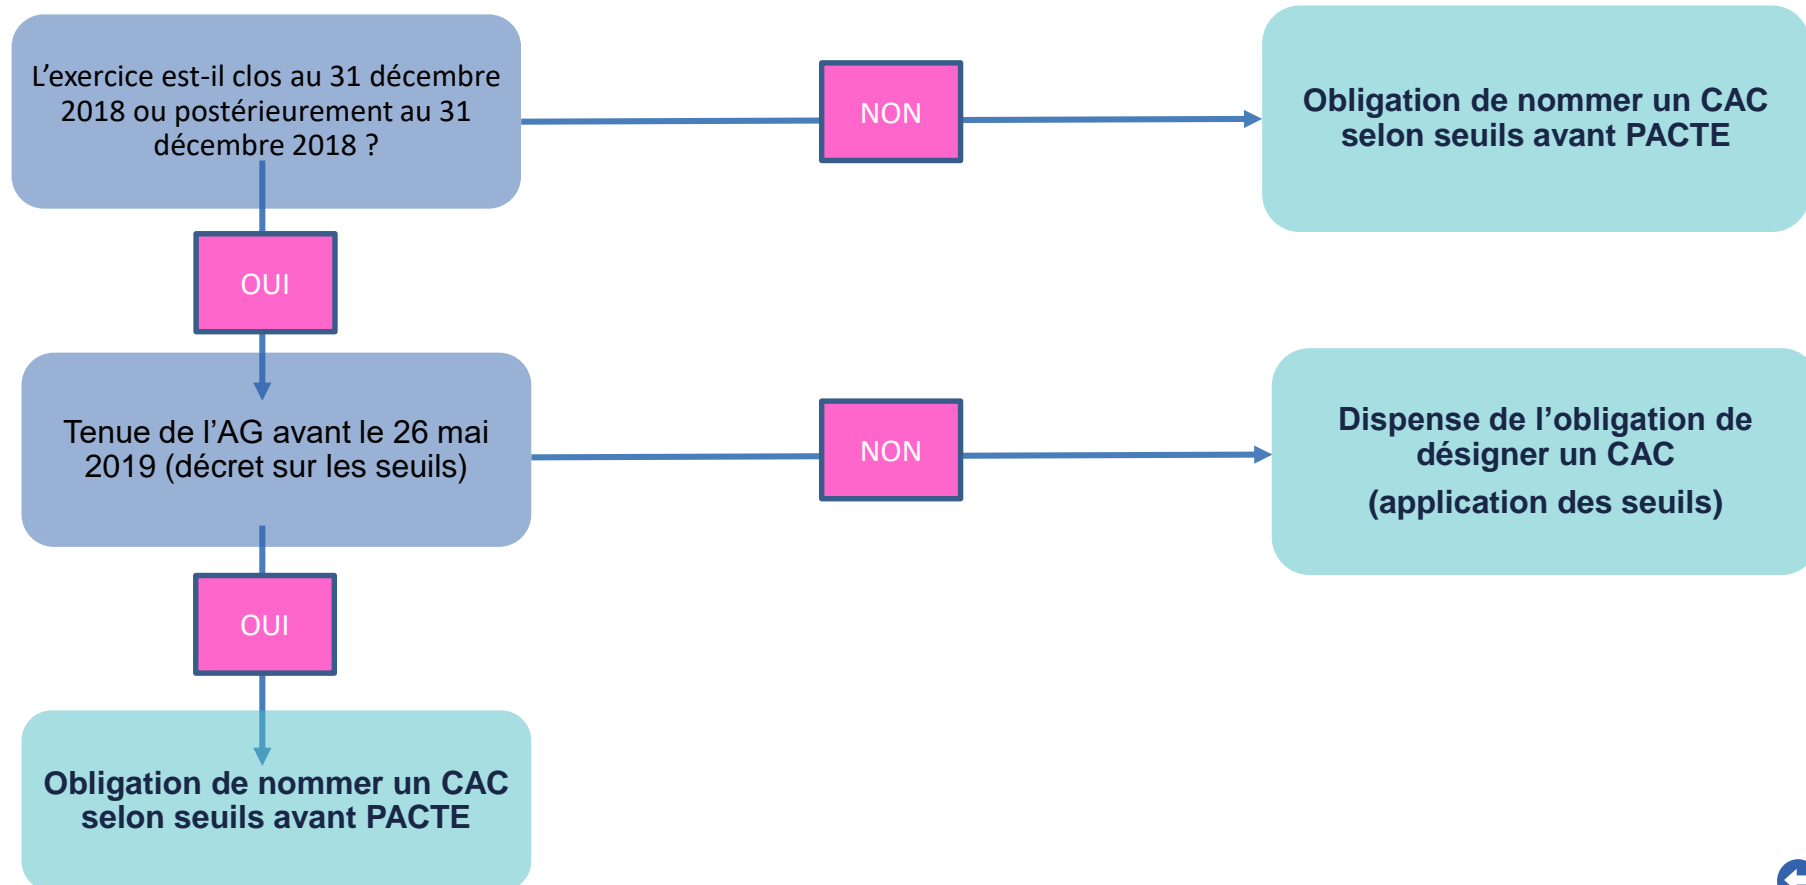 L’exercice est-il clos au 31 décembre
2018 ou postérieurement au 31
décembre 2018 ?
NON
Obligation de nommer un CAC
selon seuils avant PACTE
OUI
Tenue de l’AG avant le 26 mai
2019 (décret sur les seuils)
NON
Dispense de l’obligation de
désigner un CAC
(application des seuils)
OUI
Obligation de nommer un CAC
selon seuils avant PACTE